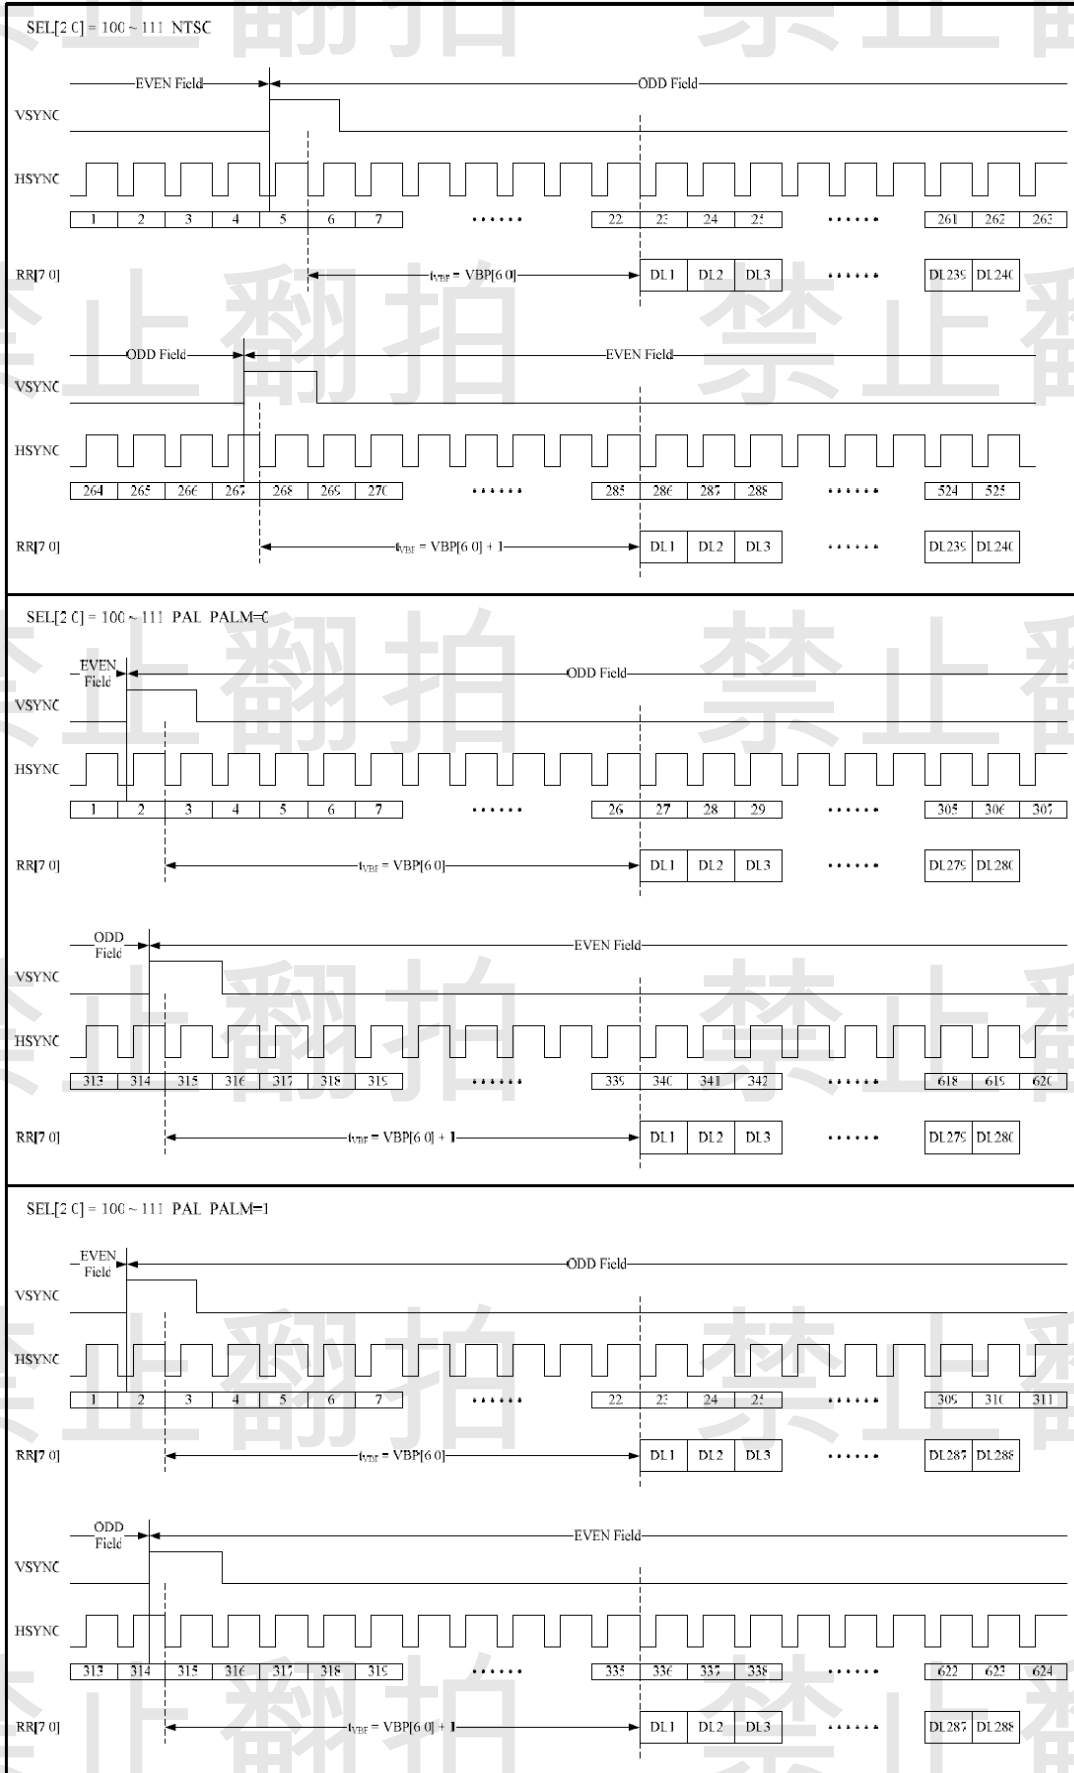 SEL[2 0] = 100 ~ 111 NTSC
EVEN Field ODD Field
VSYNC
HSYNC
1 2 3 4 5 6 7 ...... 22 23 24 25 ...... 261 262 263
RR[7 0] tVBF = VBP[6 0] DL1 DL2 DL3 ...... DL239 DL240
ODD Field EVEN Field
VSYNC
HSYNC
264 265 266 267 268 269 270 ...... 285 286 287 288 ...... 524 525
RR[7 0] tVBF = VBP[6 0] + 1 DL1 DL2 DL3 ...... DL239 DL240
SEL[2 0] = 100 ~ 111 PAL PALM=0
EVEN Field ODD Field
VSYNC
HSYNC
1 2 3 4 5 6 7 ...... 26 27 28 29 ...... 305 306 307
RR[7 0] tVBF = VBP[6 0] DL1 DL2 DL3 ...... DL279 DL280
ODD Field EVEN Field
VSYNC
HSYNC
313 314 315 316 317 318 319 ...... 339 340 341 342 ...... 618 619 620
RR[7 0] tVBF = VBP[6 0] + 1 DL1 DL2 DL3 ...... DL279 DL280
SEL[2 0] = 100 ~ 111 PAL PALM=1
EVEN Field ODD Field
VSYNC
HSYNC
1 2 3 4 5 6 7 ...... 22 23 24 25 ...... 309 310 311
RR[7 0] tVBF = VBP[6 0] DL1 DL2 DL3 ...... DL287 DL288
ODD Field EVEN Field
VSYNC
HSYNC
313 314 315 316 317 318 319 ...... 335 336 337 338 ...... 622 623 624
RR[7 0] tVBF = VBP[6 0] + 1 DL1 DL2 DL3 ...... DL287 DL288
禁止翻拍